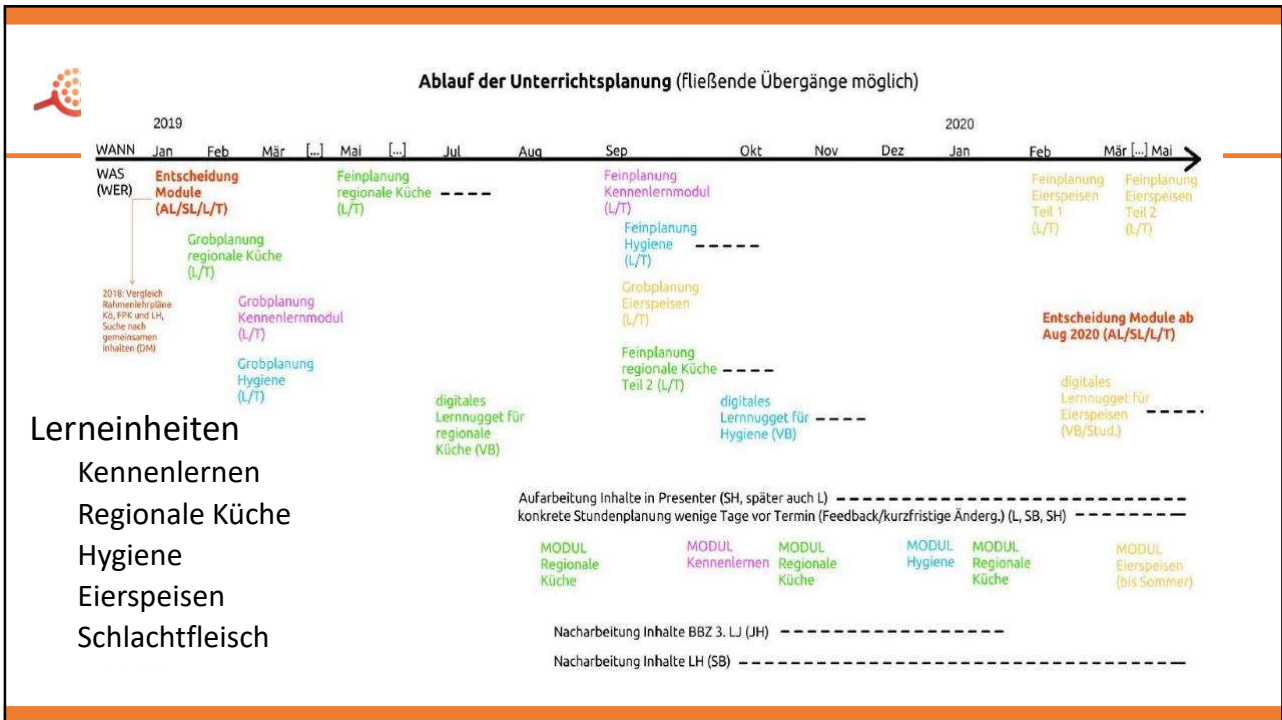 Ablauf der Unterrichtsplanung (fließende Übergänge möglich)
2019
2020
WANN Jan Feb Mär [...] Mai [...] Jul Aug Sep Okt Nov Dez Jan Feb Mär [...] Mai
WAS
(WER)
Entscheidung
Module
(AL/SL/L/T)
2018: Vergleich
Rahmenlehrpläne
Kö, FPK und LH,
Suche nach
gemeinsamen
Inhalten (DM)
Grobplanung
regionale Küche
(L/T)
Grobplanung
Kennenlernmodul
(L/T)
Grobplanung
Hygiene
(L/T)
Feinplanung
regionale Küche
(L/T)
digitales
Lernnugget für
regionale
Küche (VB)
Feinplanung
Kennenlernmodul
(L/T)
Feinplanung
Hygiene
(L/T)
Grobplanung
Eierspeisen
(L/T)
Feinplanung
regionale Küche
Teil 2 (L/T)
digitales
Lernnugget für
Hygiene (VB)
Feinplanung
Eierspeisen
Teil 1
(L/T)
Feinplanung
Eierspeisen
Teil 2
(L/T)
Entscheidung Module ab
Aug 2020 (AL/SL/L/T)
digitales
Lernnugget für
Eierspeisen
(VB/Stud.)
Lerneinheiten
Kennenlernen
Regionale Küche
Hygiene
Eierspeisen
Schlachtfleisch
Aufarbeitung Inhalte in Presenter (SH, später auch L)
konkrete Stundenplanung wenige Tage vor Termin (Feedback/kurzfristige Änderg.) (L, SB, SH)
MODUL
Regionale
Küche
MODUL
Kennenlernen
MODUL
Regionale
Küche
MODUL
Hygiene
MODUL
Regionale
Küche
MODUL
Eierspeisen
(bis Sommer)
Nacharbeitung Inhalte BBZ 3. LJ (JH)
Nacharbeitung Inhalte LH (SB)